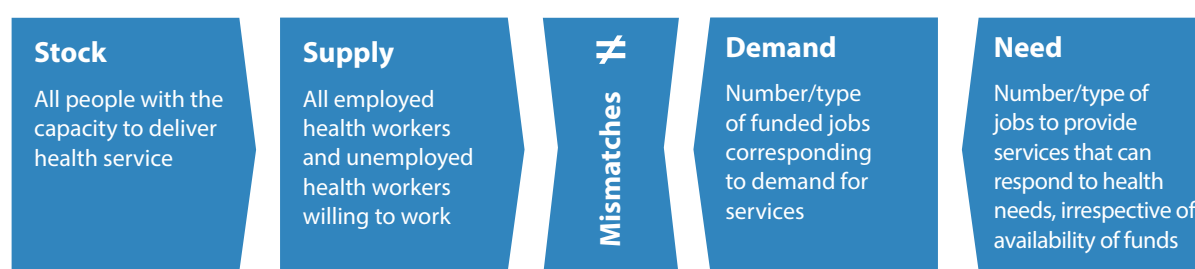 Stock
All people with the
capacity to deliver
health service
Supply
All employed
health workers
and unemployed
health workers
willing to work
≠
Mismatches
Demand
Number/type
of funded jobs
corresponding
to demand for
services
Need
Number/type of
jobs to provide
services that can
respond to health
needs, irrespective of
availability of funds